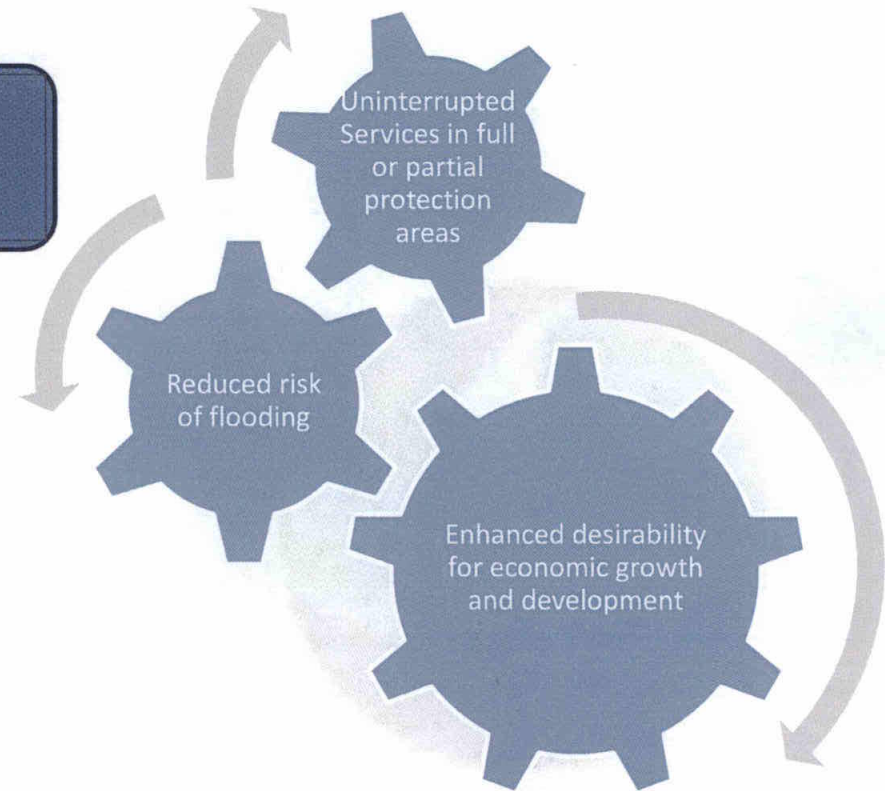 Uninterrupted
Services in full
or partial
protection
areas
Reduced risk
of flooding
Enhanced desirability
for economic growth
and development